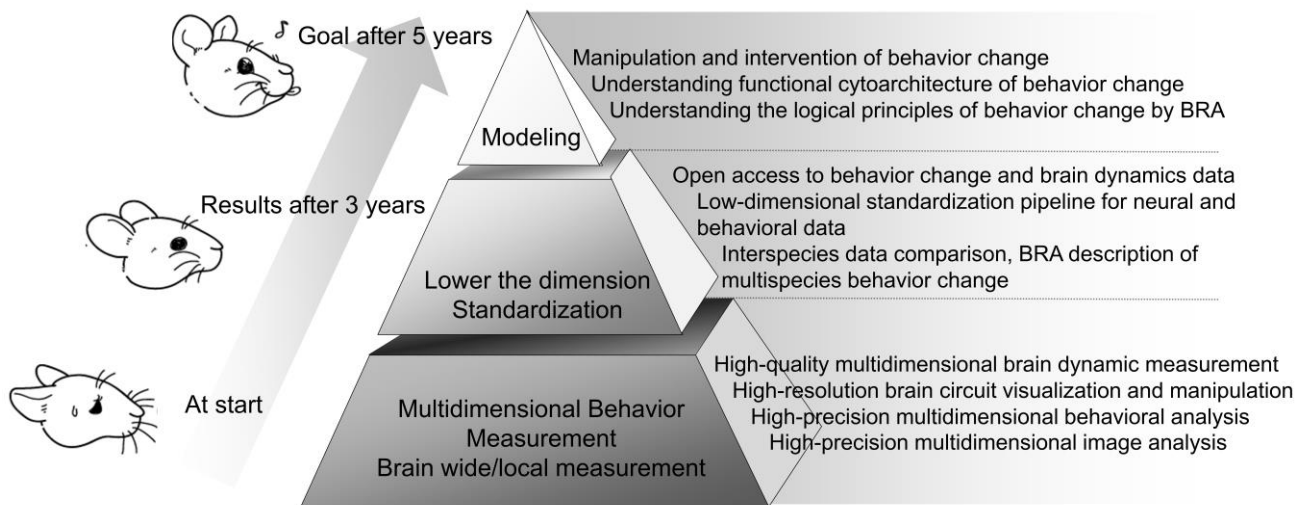 Goal after 5 years
Manipulation and intervention of behavior change
Understanding functional cytoarchitecture of behavior change
Understanding the logical principles of behavior change by BRA
Modeling
Results after 3 years
Open access to behavior change and brain dynamics data
Low-dimensional standardization pipeline for neural and
behavioral data
Interspecies data comparison, BRA description of
multispecies behavior change
Lower the dimension
Standardization
At start
High-quality multidimensional brain dynamic measurement
High-resolution brain circuit visualization and manipulation
High-precision multidimensional behavioral analysis
High-precision multidimensional image analysis
Multidimensional Behavior
Measurement
Brain wide/local measurement